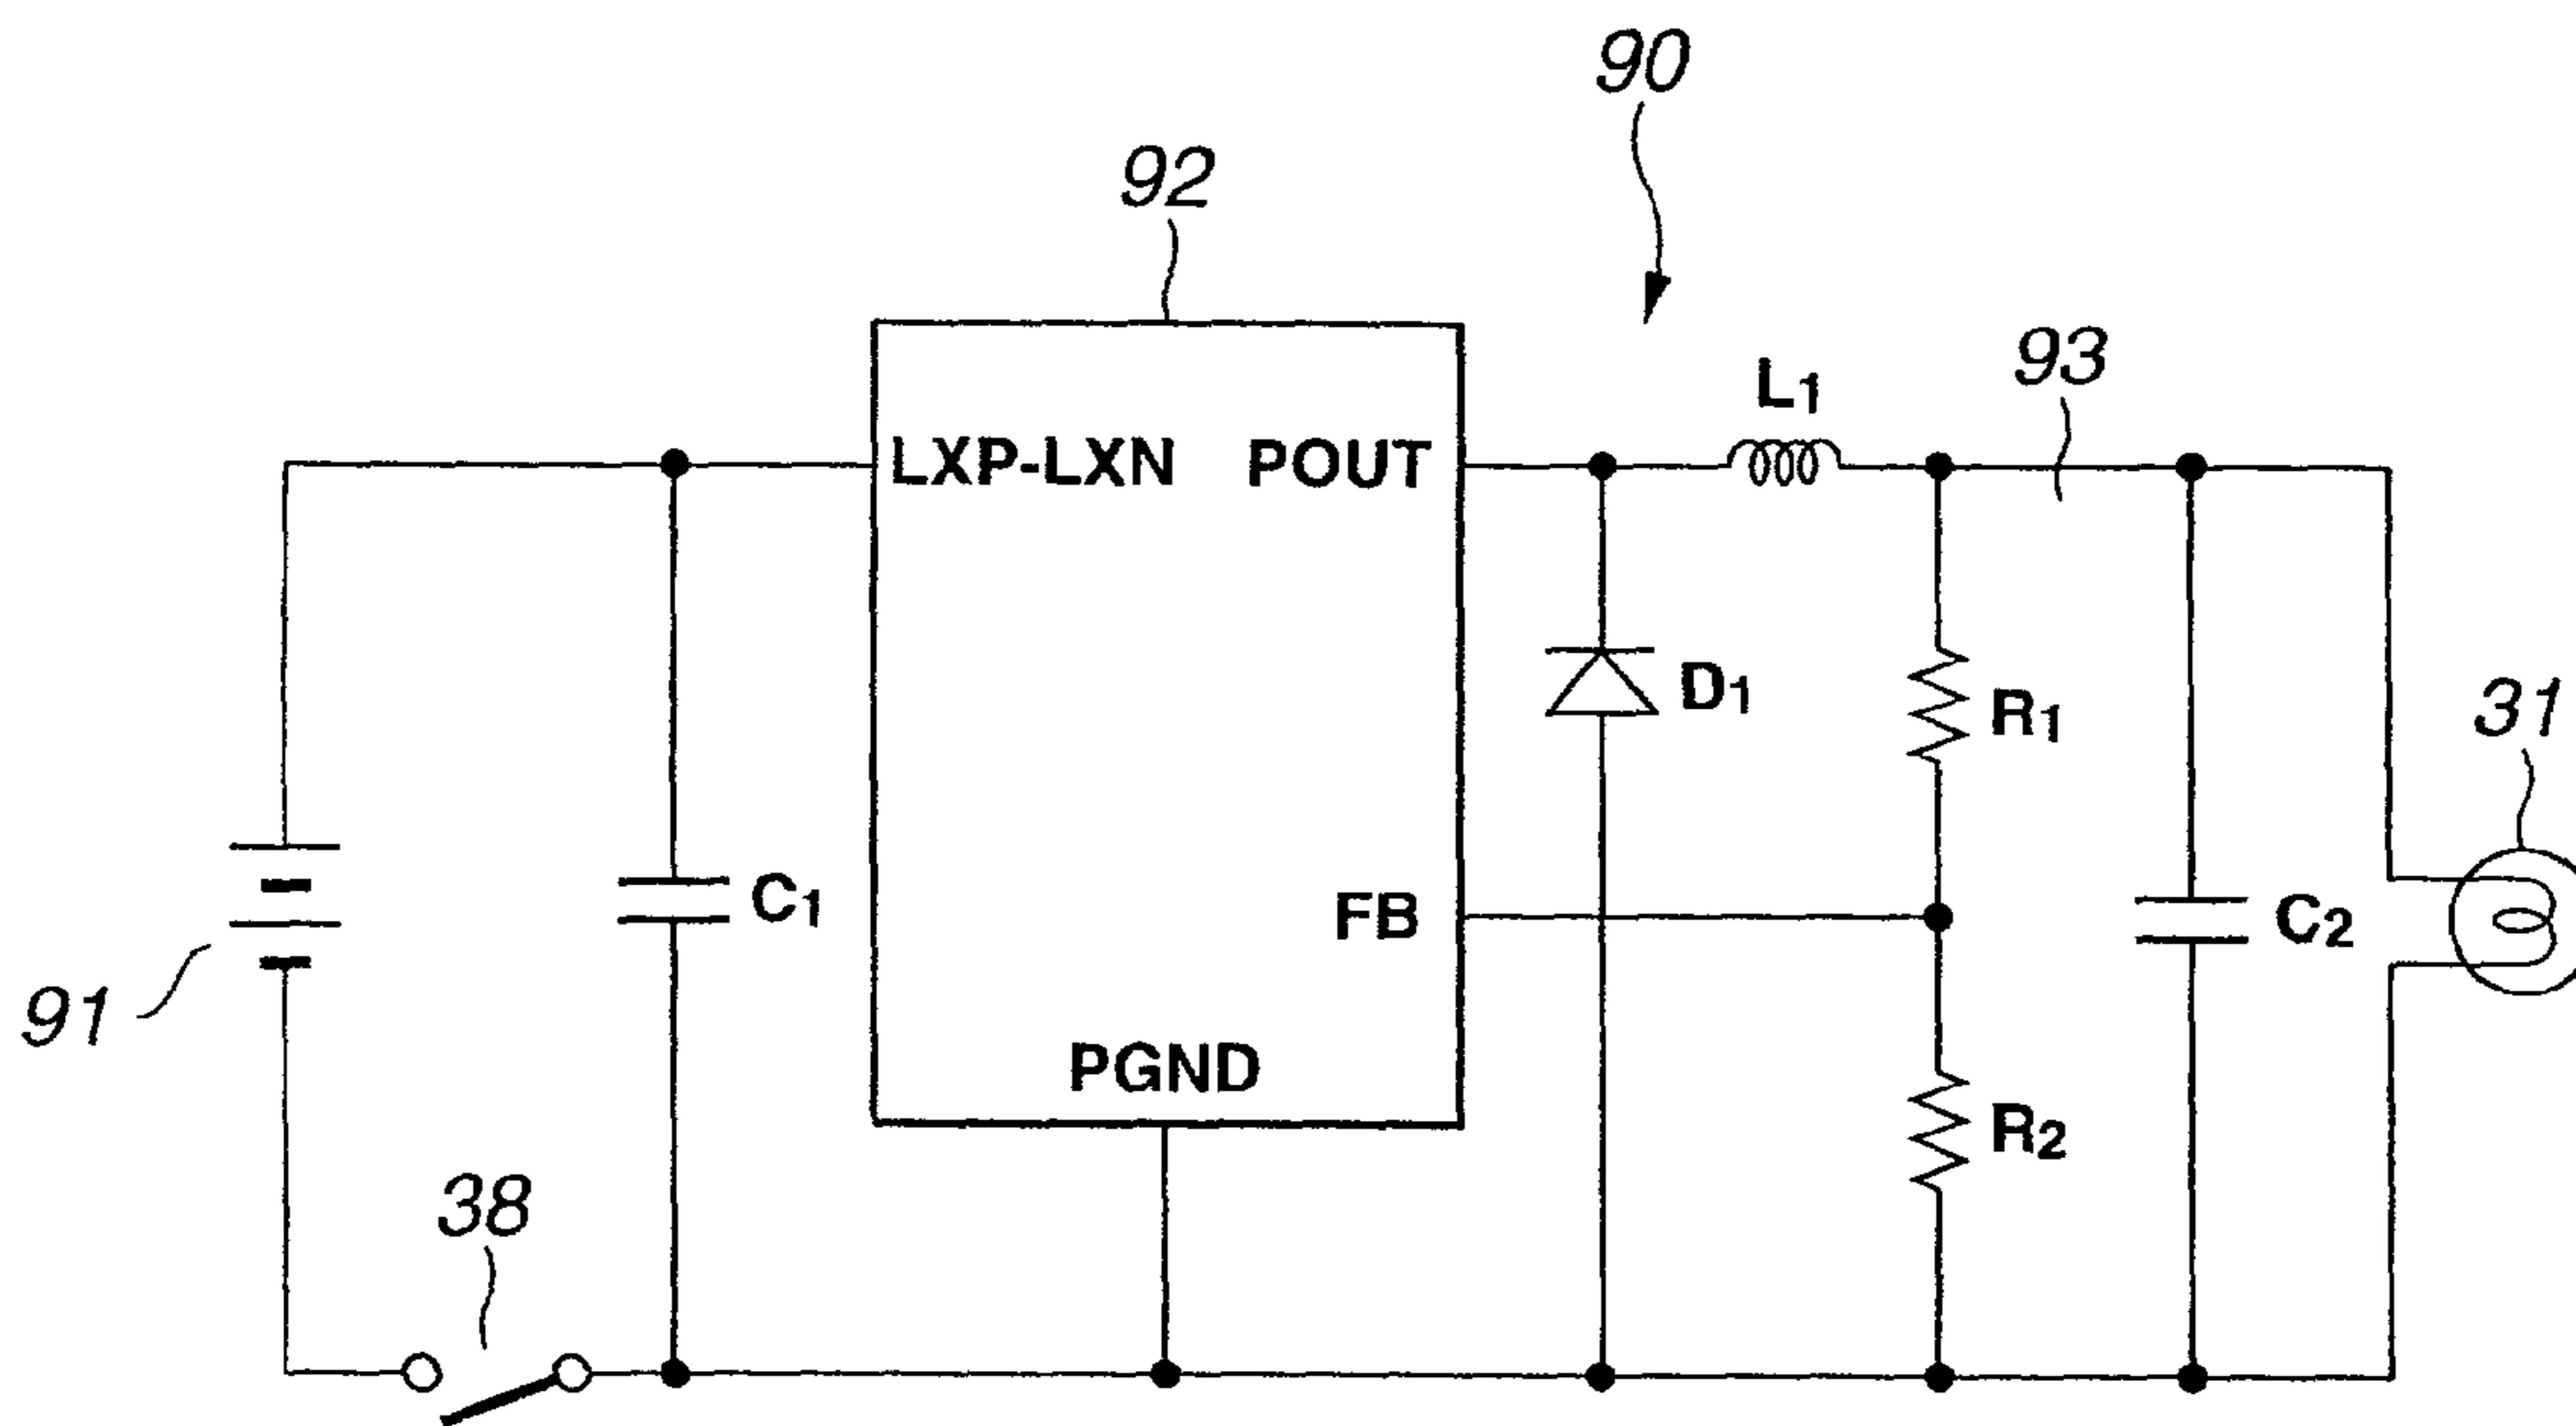 90
92
93
L1
LXP-LXN POUT
D1
R1
31
C1
FB
C2
91
PGND
R2
38